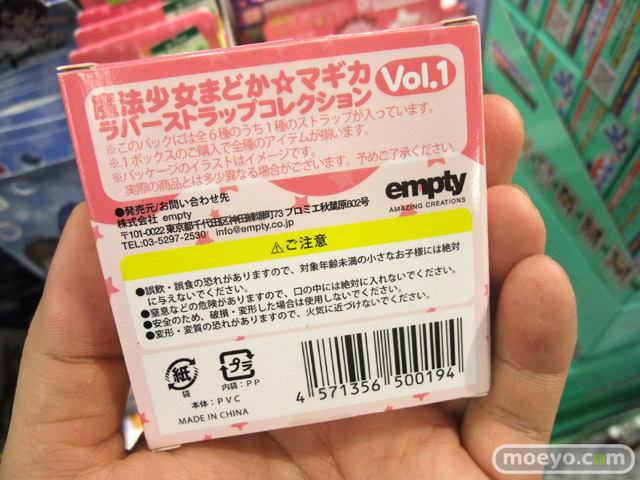 魔法少女まどか☆マギカ
ラバーストラップコレクション
Vol.1
※このパックには全6種のうち1種のストラップが入っています。
※1ボックスのご購入で全種のアイテムが揃います。
※パッケージのイラストはイメージです。
実際の商品とは多少異なる場合がございます。予めご了承ください。
●発売元/お問い合わせ先
株式会社 empty
〒101-0022 東京都千代田区神田練塀町73 プロミエ秋葉原602号
TEL:03-5297-2530 info@empty.co.jp
empty
AMAZING CREATIONS
⚠ご注意
●誤飲・誤食の恐れがありますので、対象年齢未満の小さなお子様には絶対
に与えないでください。
●窒息などの危険がありますので、口の中には絶対に入れないでください。
●安全のため、破損・変形した場合は使用しないでください。
●変形・変質の恐れがありますので、火気に近づけないでください。
紙
袋
プラ
内袋:PP
本体:PVC
MADE IN CHINA
4 571356 500194
moeyo.com